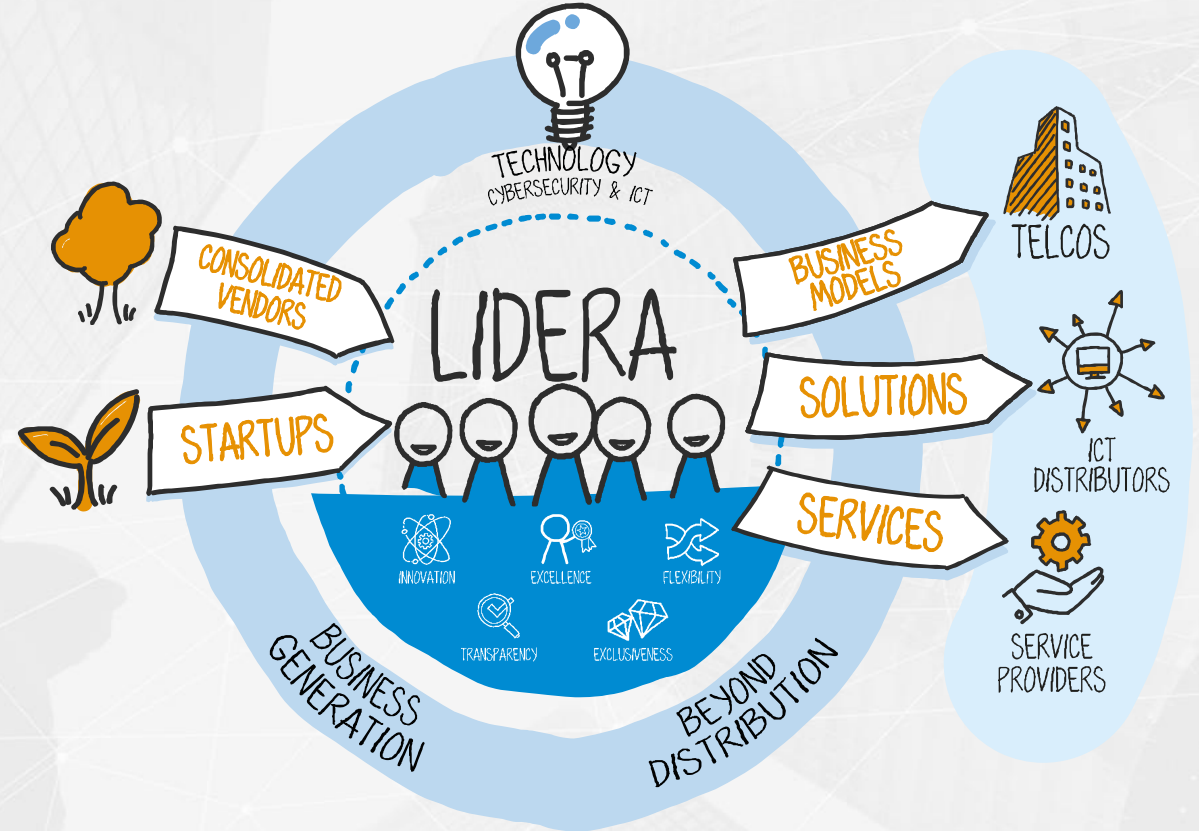 TECHNOLOGY
CYBERSECURITY & ICT
CONSOLIDATED
VENDORS
STARTUPS
LIDERA
BUSINESS
MODELS
SOLUTIONS
SERVICES
TELCOS
ICT
DISTRIBUTORS
SERVICE
PROVIDERS
INNOVATION
EXCELLENCE
FLEXIBILITY
TRANSPARENCY
EXCLUSIVENESS
BUSINESS
GENERATION
BEYOND
DISTRIBUTION